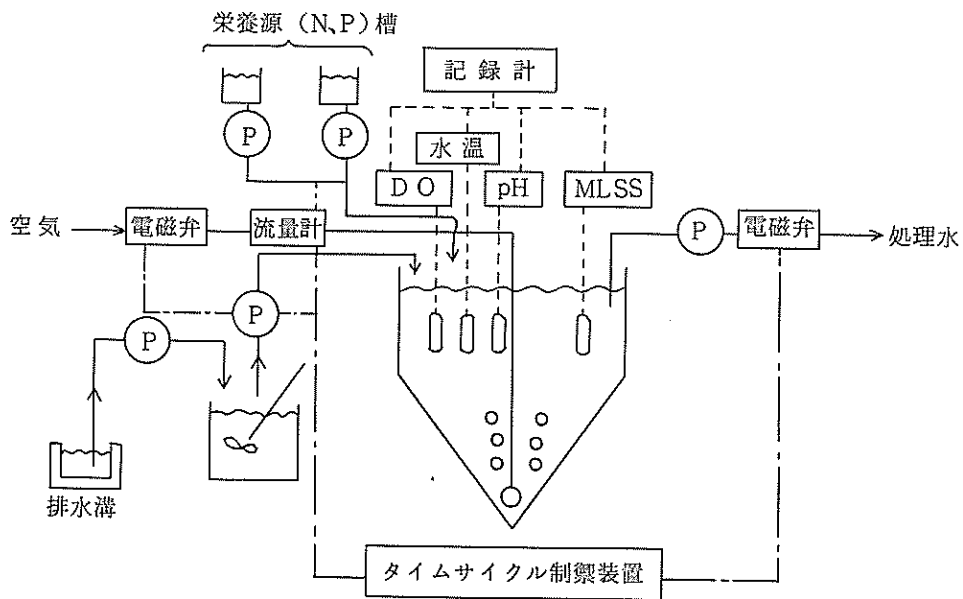 栄養源 (N、P) 槽
記録計
P
P
水温
DO
pH
MLSS
空気
電磁弁
流量計
P
電磁弁
処理水
P
P
排水溝
タイムサイクル制禦装置